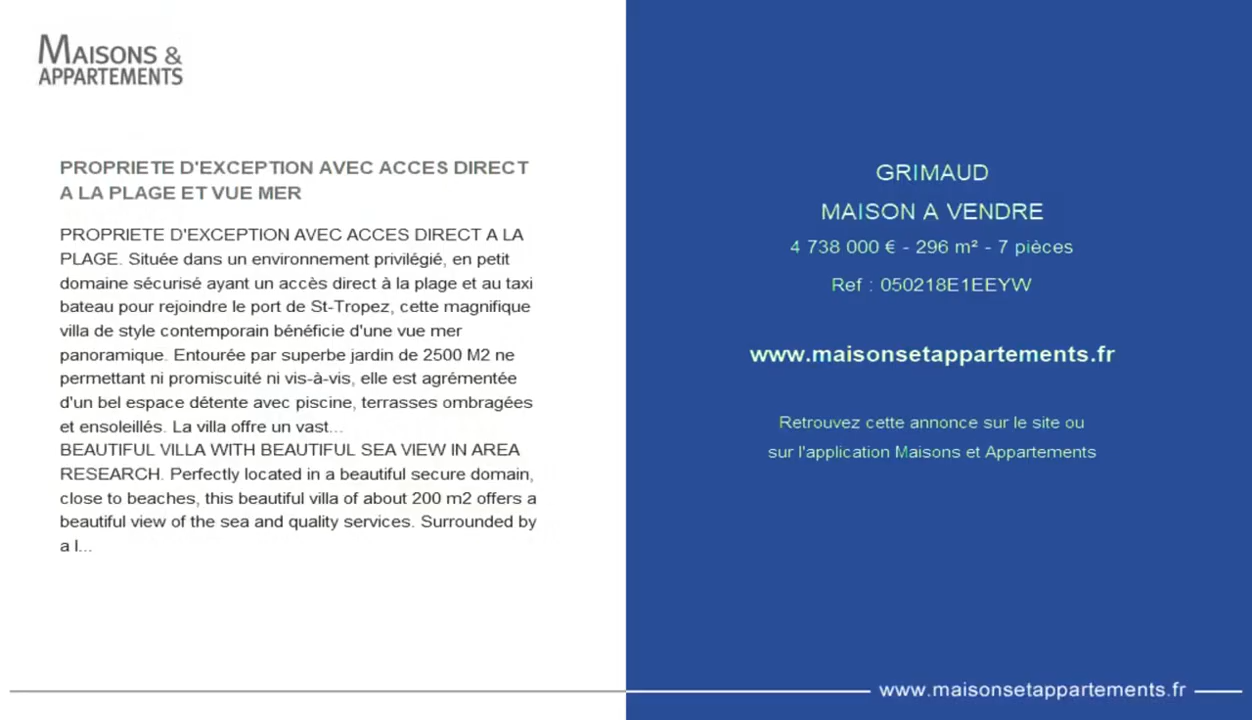 MAISONS &
APPARTEMENTS
PROPRIETE D'EXCEPTION AVEC ACCES DIRECT
A LA PLAGE ET VUE MER
PROPRIETE D'EXCEPTION AVEC ACCES DIRECT A LA
PLAGE. Située dans un environnement privilégié, en petit
domaine sécurisé ayant un accès direct à la plage et au taxi
bateau pour rejoindre le port de St-Tropez, cette magnifique
villa de style contemporain bénéficie d'une vue mer
panoramique. Entourée par superbe jardin de 2500 M2 ne
permettant ni promiscuité ni vis-à-vis, elle est agrémentée
d'un bel espace détente avec piscine, terrasses ombragées
et ensoleillés. La villa offre un vast...
BEAUTIFUL VILLA WITH BEAUTIFUL SEA VIEW IN AREA
RESEARCH. Perfectly located in a beautiful secure domain,
close to beaches, this beautiful villa of about 200 m2 offers a
beautiful view of the sea and quality services. Surrounded by
a l...
GRIMAUD
MAISON A VENDRE
4 738 000 € - 296 m² - 7 pièces
Ref : 050218E1EEYW
www.maisonsetappartements.fr
Retrouvez cette annonce sur le site ou
sur l'application Maisons et Appartements
www.maisonsetappartements.fr